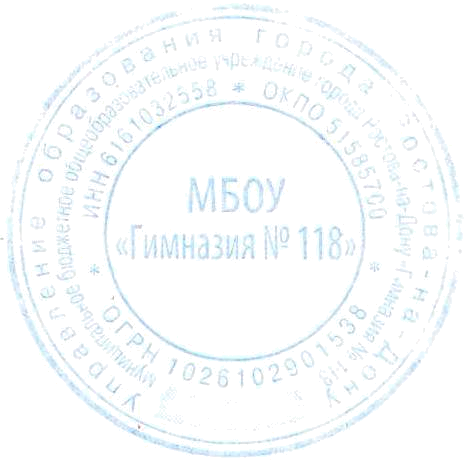 Управление образования города Ростова-на-Дону
муниципальное бюджетное общеобразовательное учреждение города Ростова-на-Дону «Гимназия № 118»
* ИНН 6161032558 * ОКПО 51585700 *
ОГРН 1026102901538
МБОУ
«Гимназия № 118»